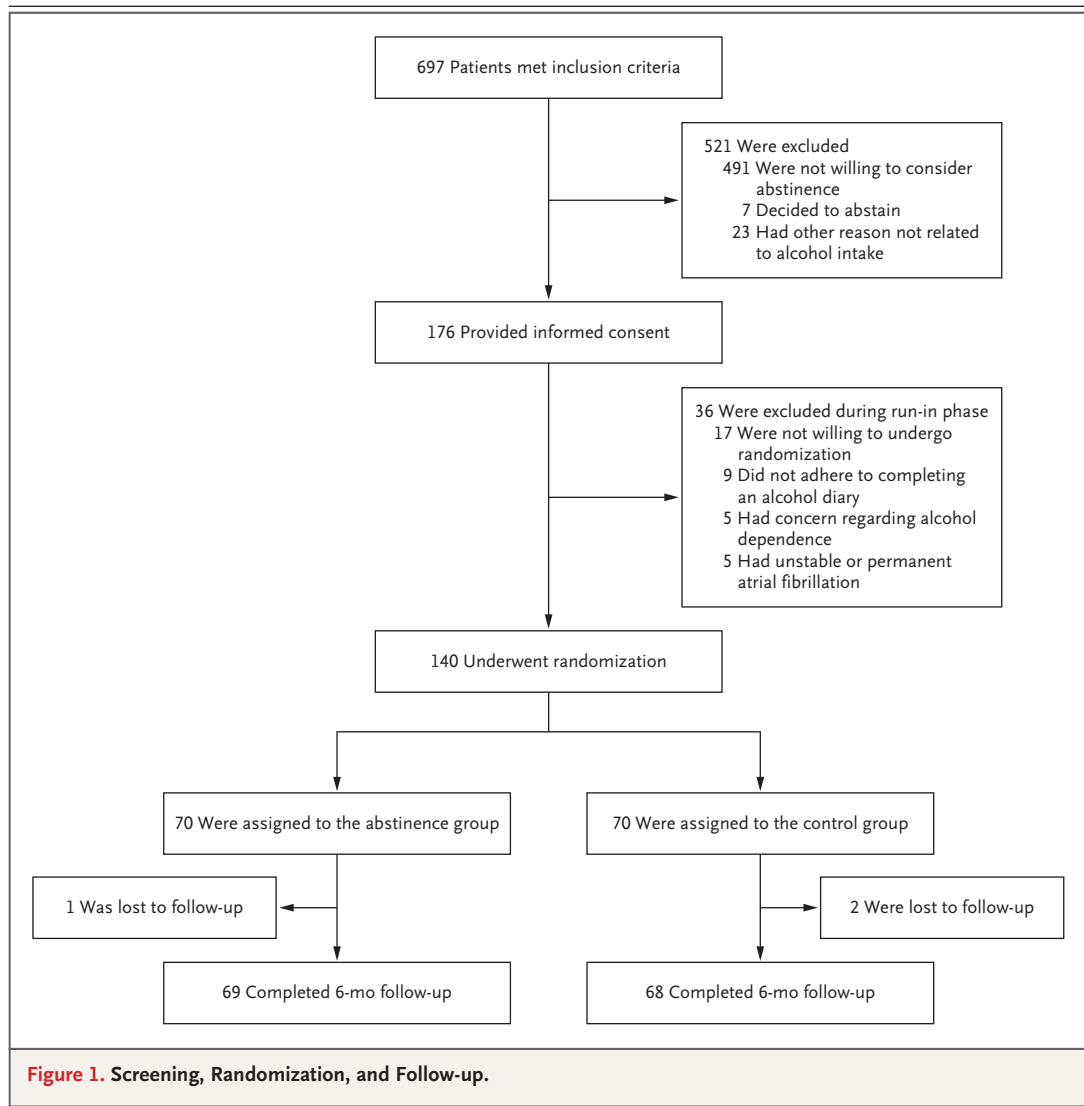 697 Patients met inclusion criteria
521 Were excluded
491 Were not willing to consider
abstinence
7 Decided to abstain
23 Had other reason not related
to alcohol intake
176 Provided informed consent
36 Were excluded during run-in phase
17 Were not willing to undergo
randomization
9 Did not adhere to completing
an alcohol diary
5 Had concern regarding alcohol
dependence
5 Had unstable or permanent
atrial fibrillation
140 Underwent randomization
70 Were assigned to the abstinence group
70 Were assigned to the control group
1 Was lost to follow-up
2 Were lost to follow-up
69 Completed 6-mo follow-up
68 Completed 6-mo follow-up
Figure 1. Screening, Randomization, and Follow-up.